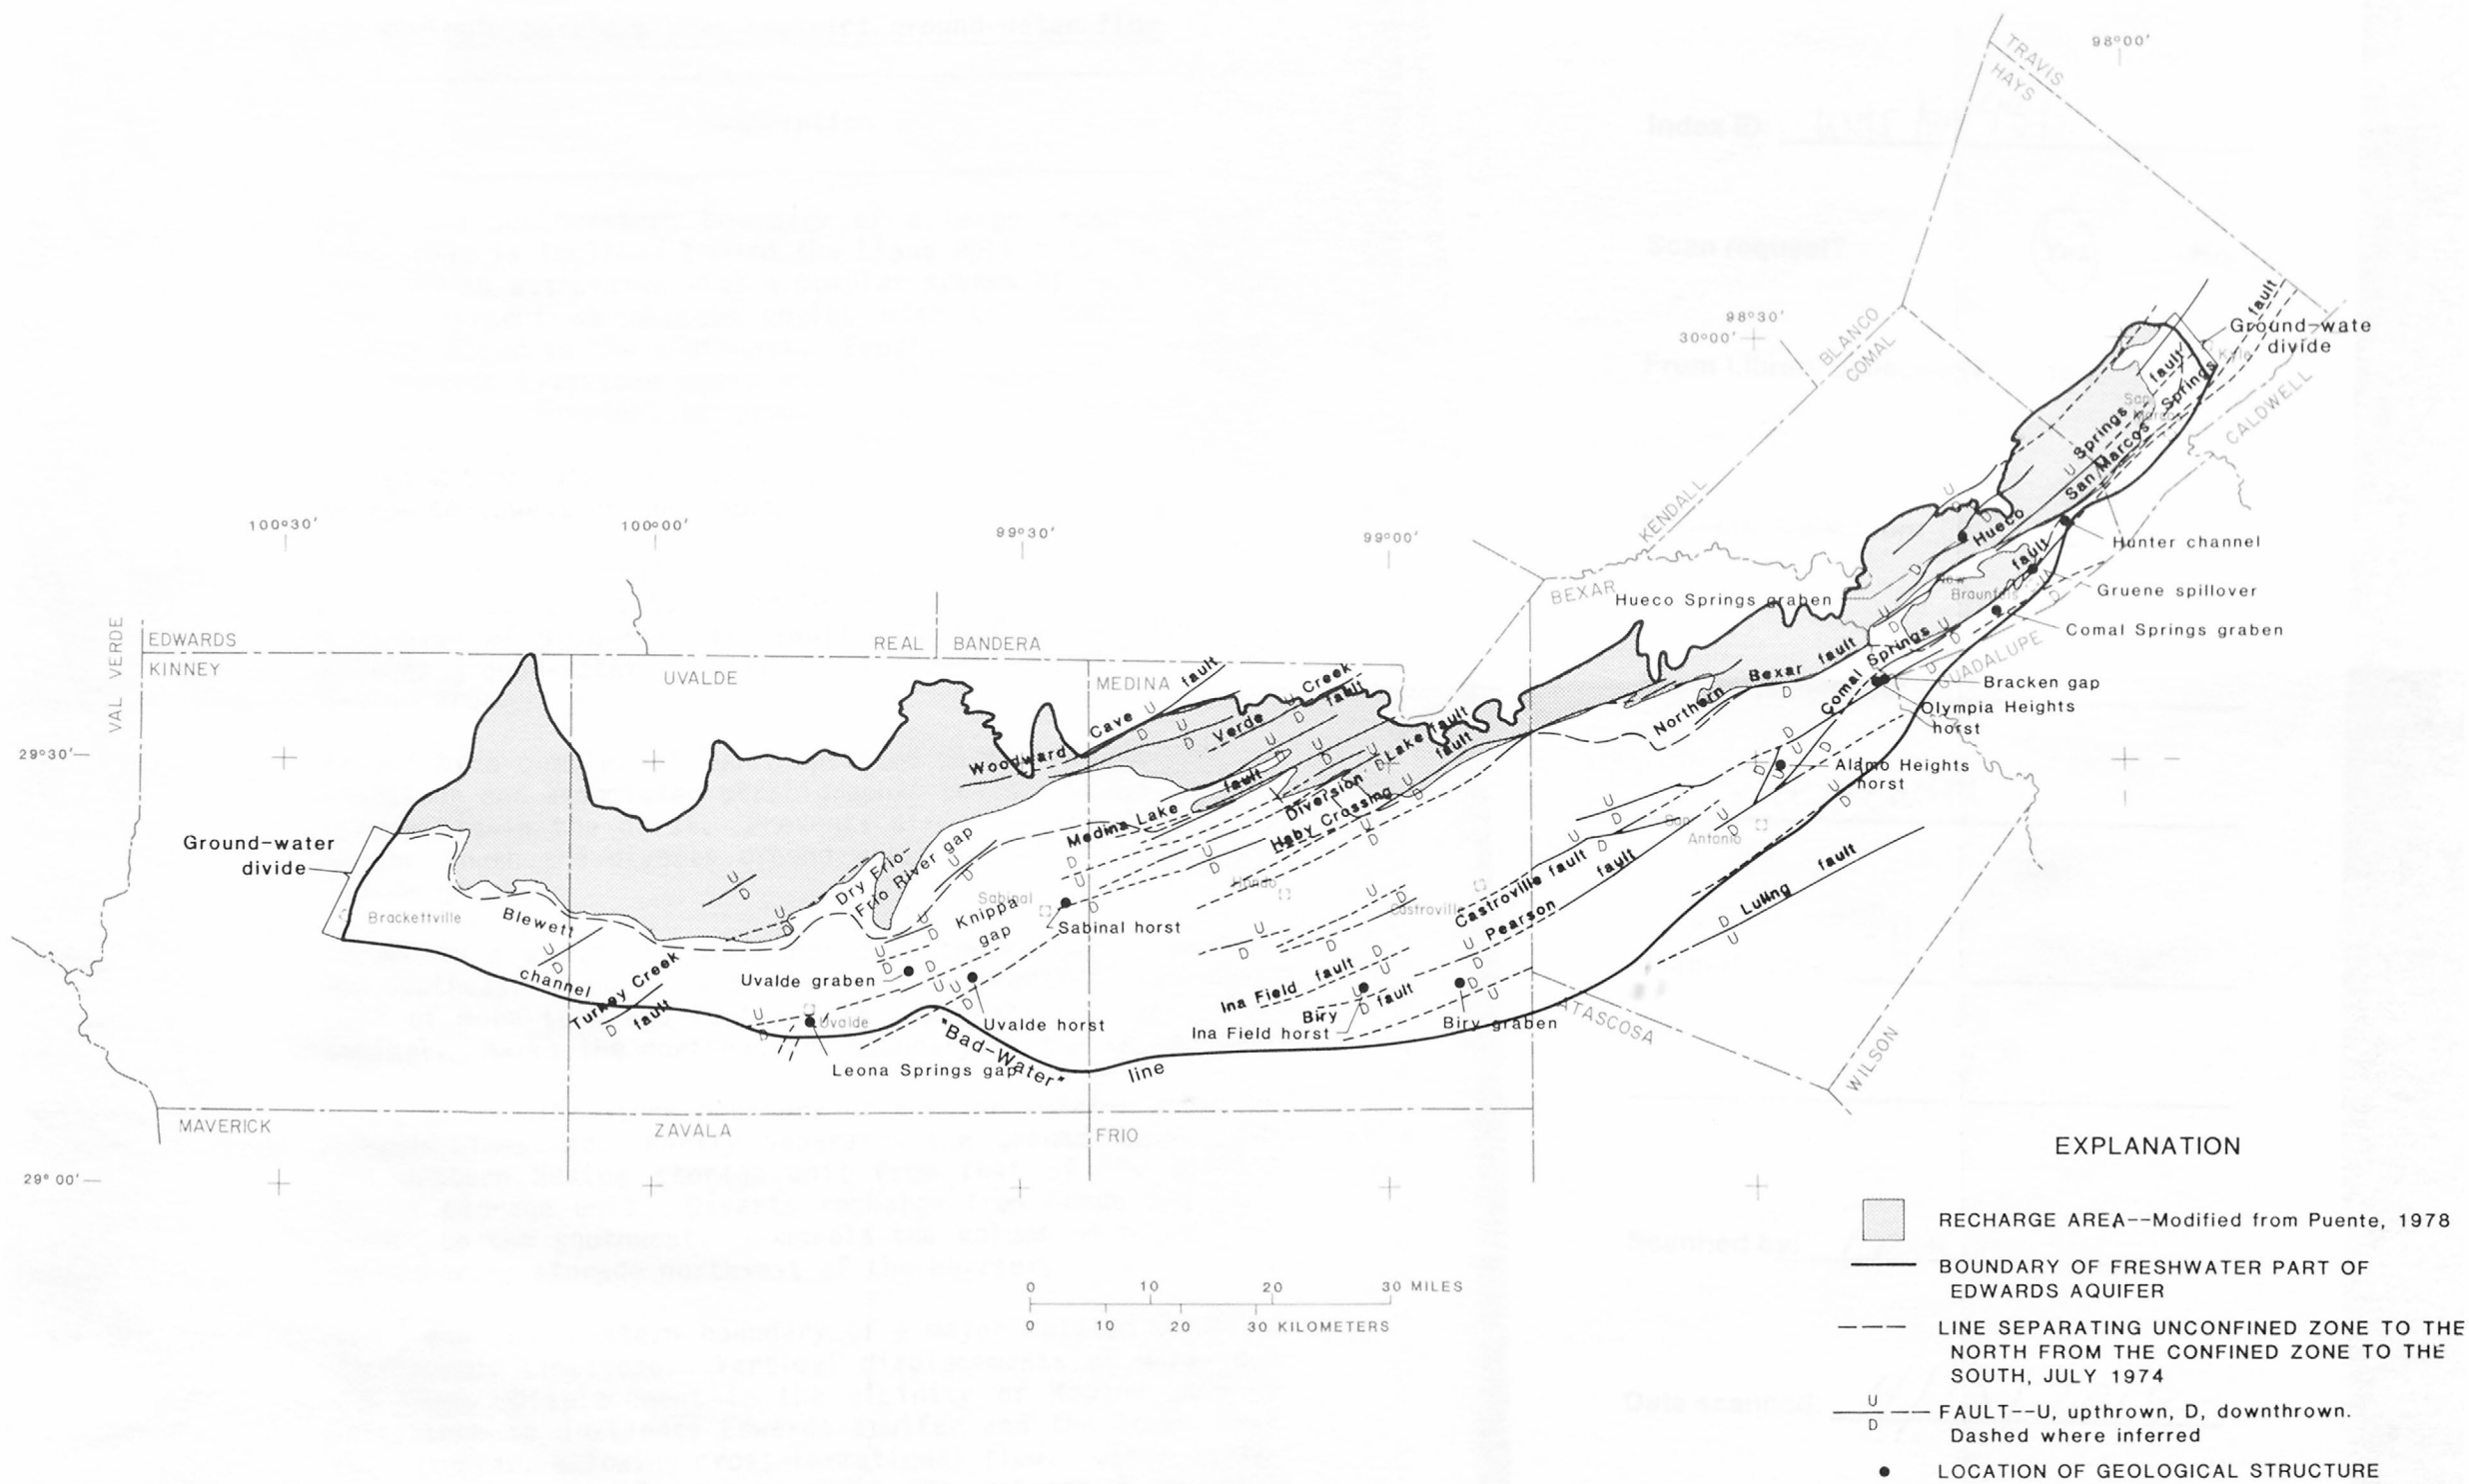 TRAVIS
HAYS
98°00'
98°30'
30°00'
BLANCO
COMAL
fault
Ground-wate
divide
Kyle
fault
Springs
San
Marcos
Springs
San Marcos
CALDWELL
KENDALL
100°30'
100°00'
99°30'
99°00'
Hueco
Hunter channel
fault
BEXAR
Hueco Springs graben
New
Braunfels
Gruene spillover
Comal Springs graben
VAL VERDE
EDWARDS
KINNEY
REAL
BANDERA
UVALDE
MEDINA
GUADALUPE
Cave fault
Verde Creek
fault
Woodward
Northern Bexar fault
Comal Springs
Bracken gap
Olympia Heights
horst
29°30'
Alamo Heights
horst
Medina Lake fault
Diversion Lake fault
Haby Crossing fault
San
Antonio
Ground-water
divide
Brackettville
Dry Frio-
Frio River gap
Sabinal
Knippa
gap
Sabinal horst
Hondo
Castroville
Castroville fault
Pearson fault
Luling fault
Blewett
channel
Turkey Creek
fault
Uvalde graben
Uvalde
Uvalde horst
Leona Springs gap
"Bad-Water"
line
Ina Field fault
Biry fault
Ina Field horst
Biry graben
ATASCOSA
WILSON
MAVERICK
ZAVALA
FRIO
29°00'
EXPLANATION
RECHARGE AREA--Modified from Puente, 1978
BOUNDARY OF FRESHWATER PART OF
EDWARDS AQUIFER
LINE SEPARATING UNCONFINED ZONE TO THE
NORTH FROM THE CONFINED ZONE TO THE
SOUTH, JULY 1974
U
D
FAULT--U, upthrown, D, downthrown.
Dashed where inferred
LOCATION OF GEOLOGICAL STRUCTURE
0 10 20 30 MILES
0 10 20 30 KILOMETERS